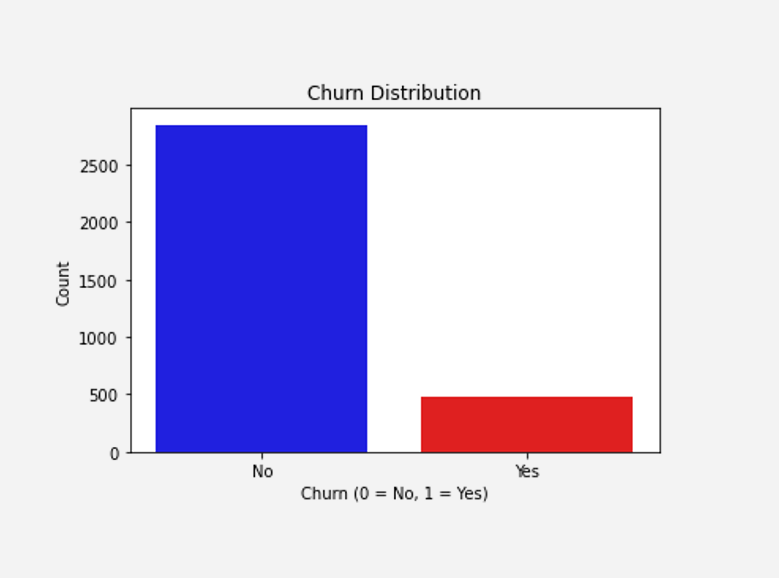 Churn Distribution
Count
2500
2000
1500
1000
500
0
No
Yes
Churn (0 = No, 1 = Yes)